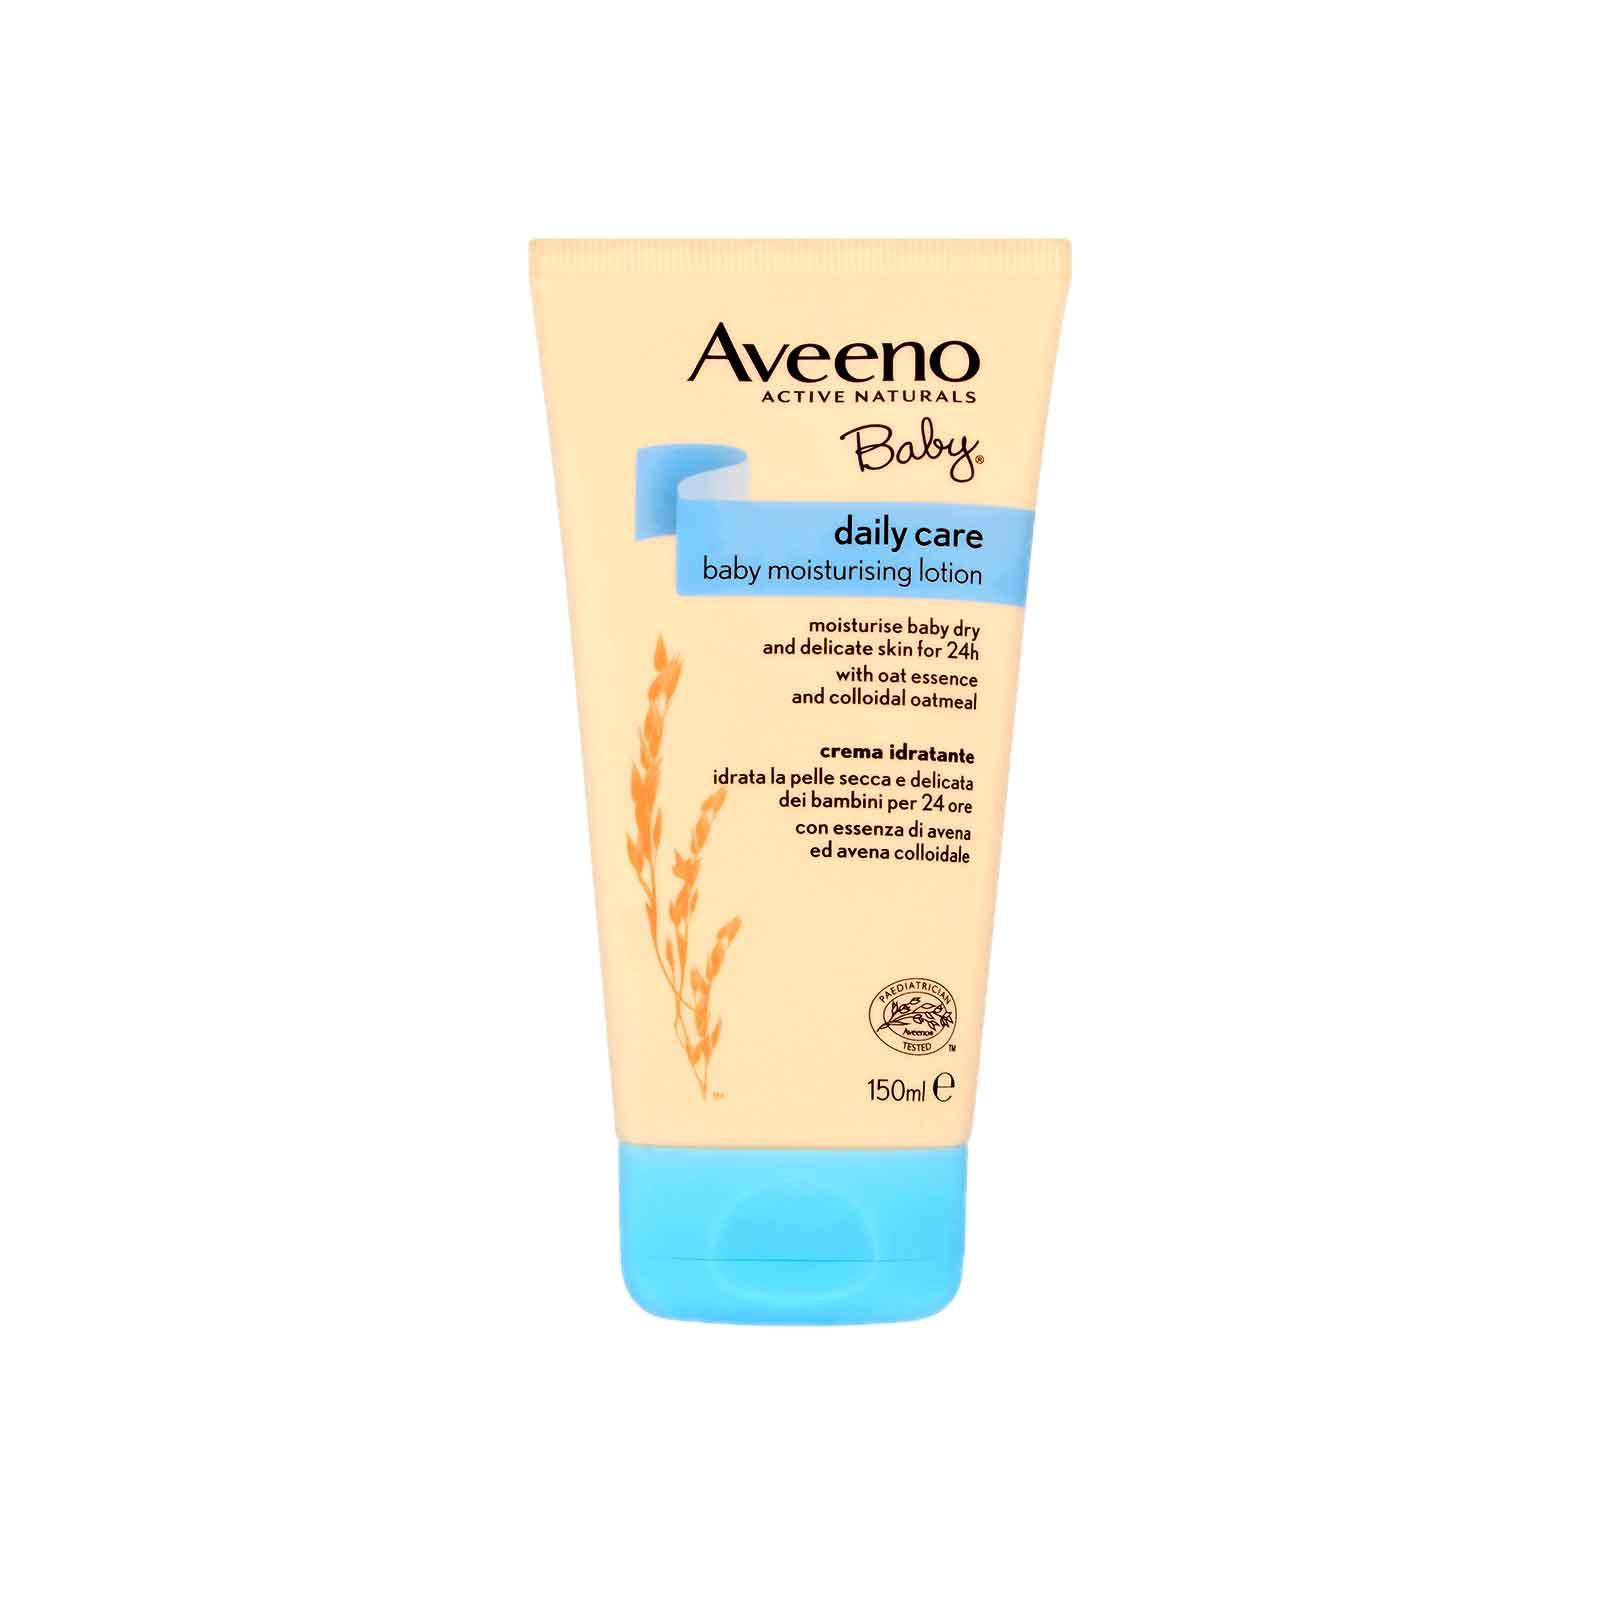 Aveeno
ACTIVE NATURALS
Baby®
daily care
baby moisturising lotion
moisturise baby dry
and delicate skin for 24h
with oat essence
and colloidal oatmeal
crema idratante
idrata la pelle secca e delicata
dei bambini per 24 ore
con essenza di avena
ed avena colloidale
PAEDIATRICIAN
Aveeno®
TESTED ™
150ml ℮
™